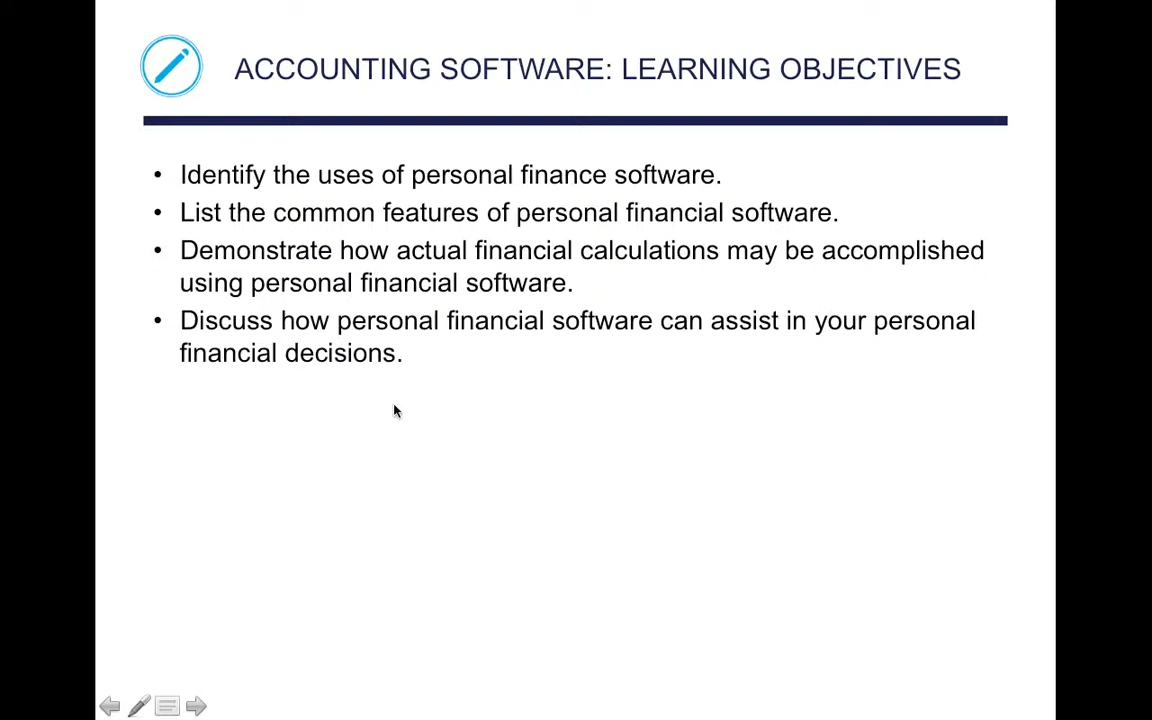 ACCOUNTING SOFTWARE: LEARNING OBJECTIVES
• Identify the uses of personal finance software.
• List the common features of personal financial software.
• Demonstrate how actual financial calculations may be accomplished
using personal financial software.
• Discuss how personal financial software can assist in your personal
financial decisions.